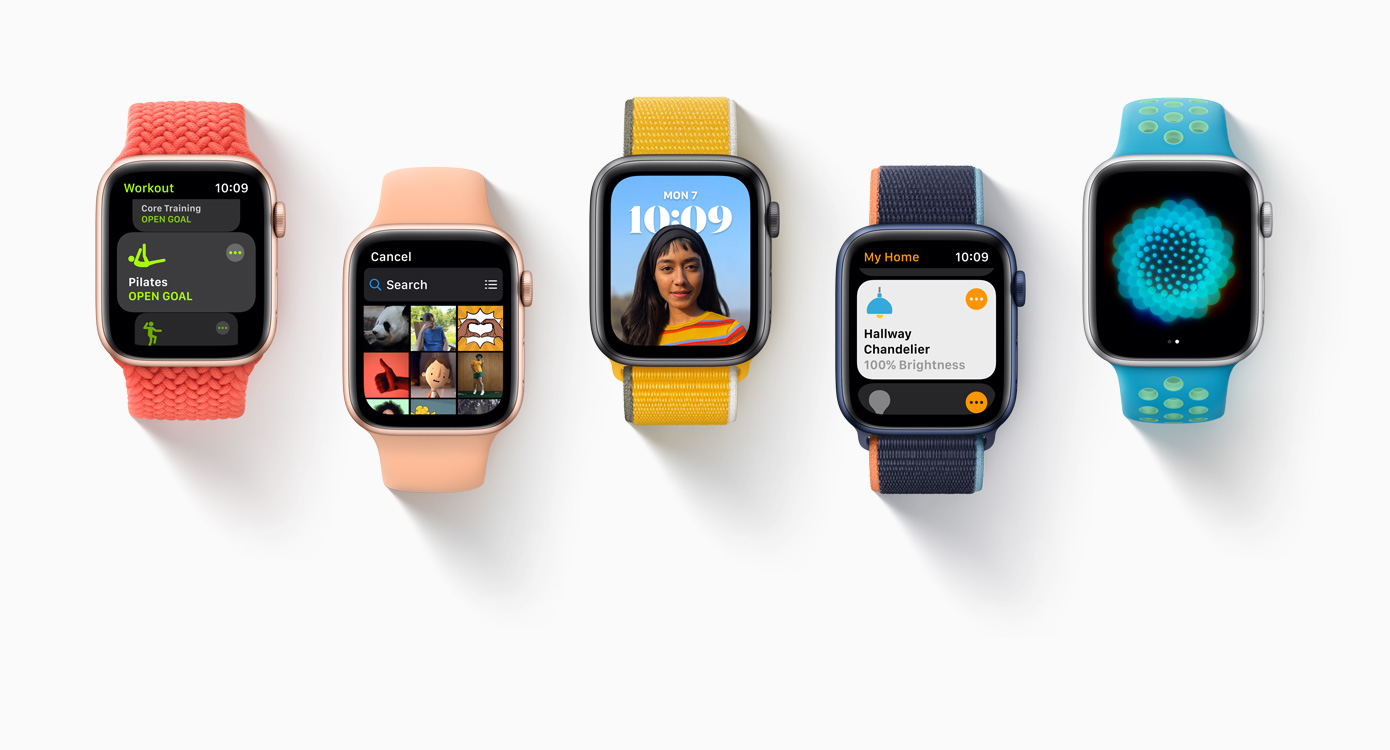 Workout 10:09
Core Training
OPEN GOAL
Pilates
OPEN GOAL
Cancel
Search
MON 7
10:09
My Home 10:09
Hallway
Chandelier
100% Brightness